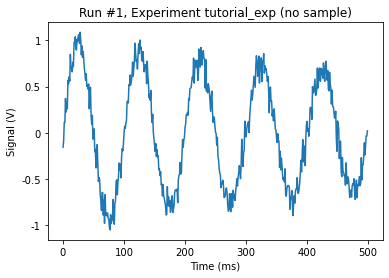 Run #1, Experiment tutorial_exp (no sample)
1
0.5
0
-0.5
-1
Signal (V)
0 100 200 300 400 500
Time (ms)